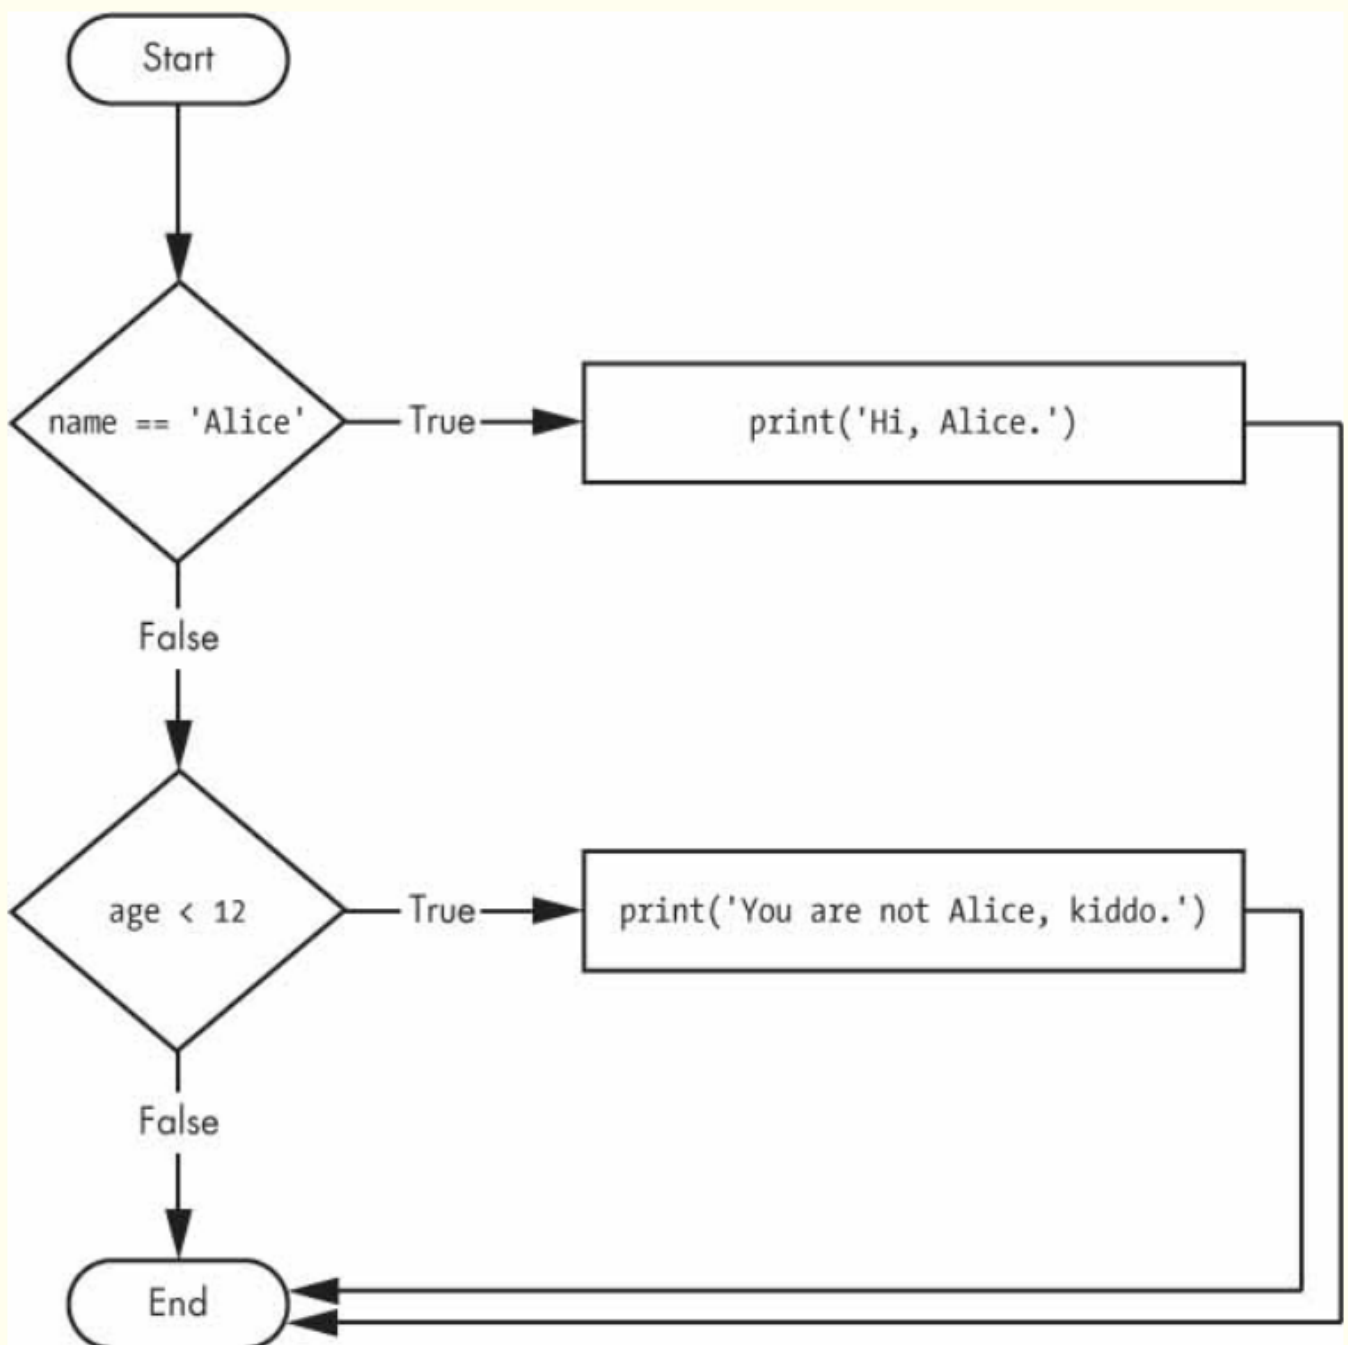 Start
name == 'Alice'
True
print('Hi, Alice.')
False
age < 12
True
print('You are not Alice, kiddo.')
False
End